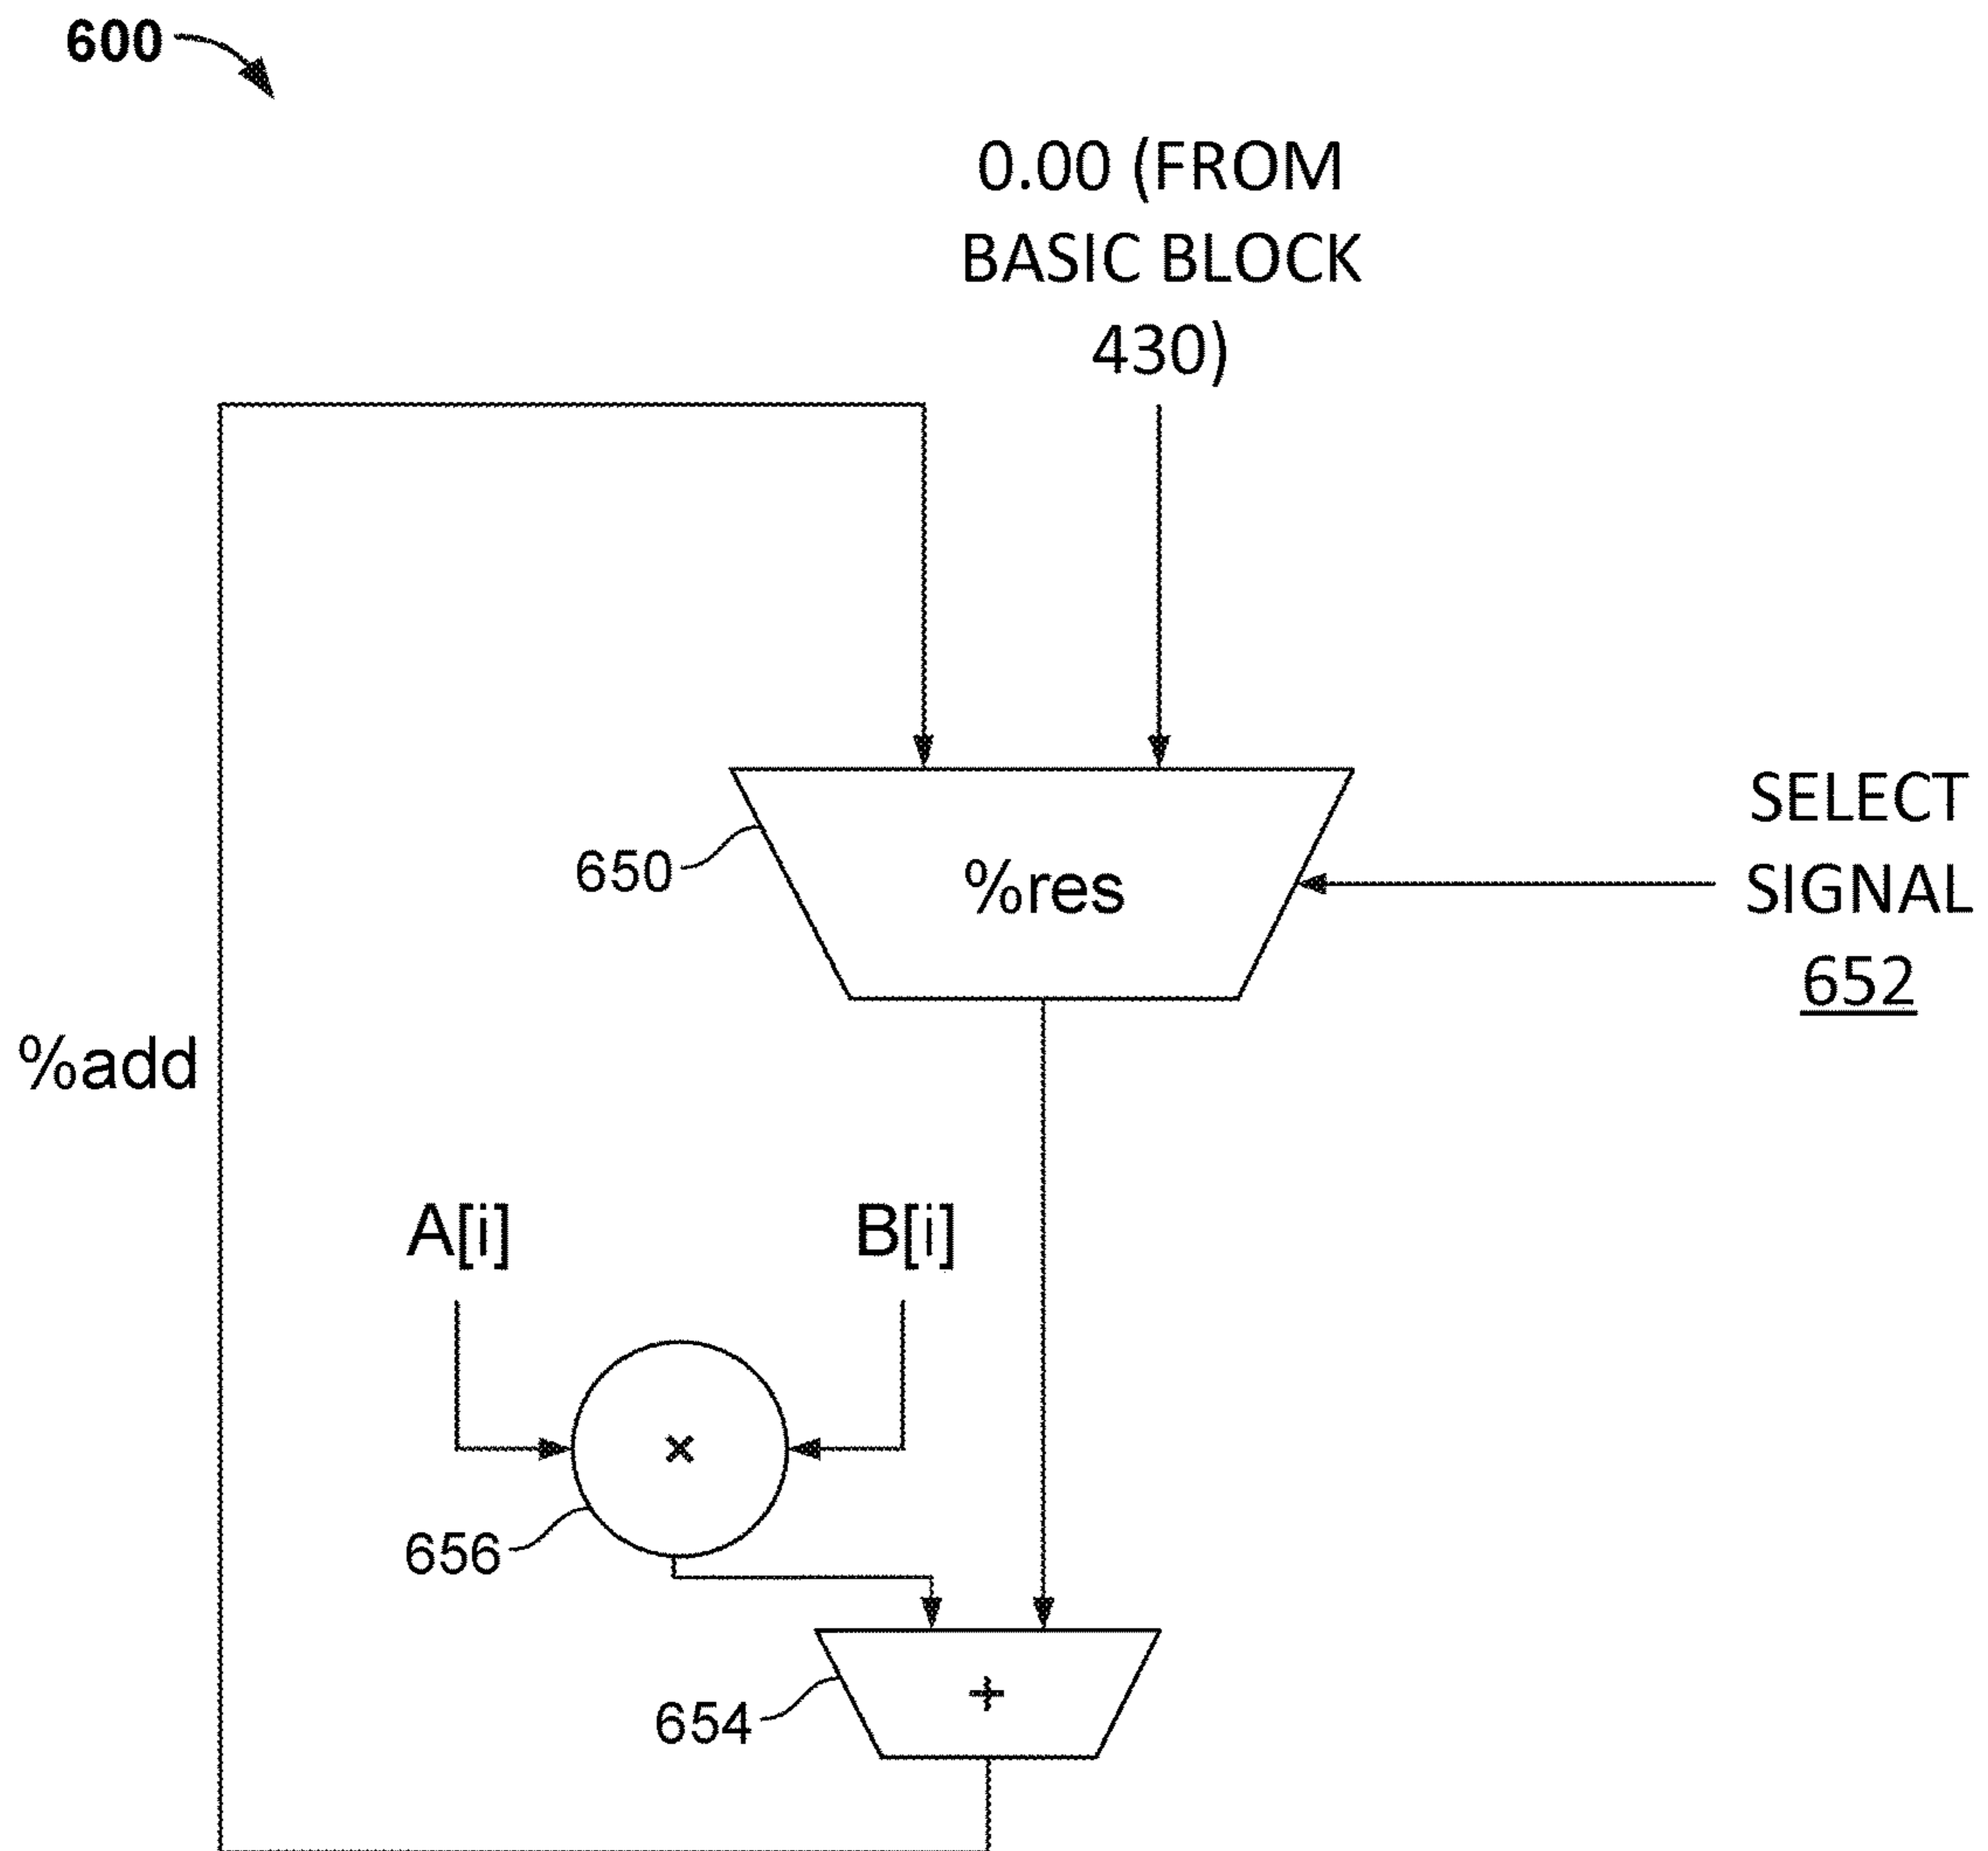 600
0.00 (FROM
BASIC BLOCK
430)
650
%res
SELECT
SIGNAL
652
%add
A[i]
B[i]
×
656
+
654